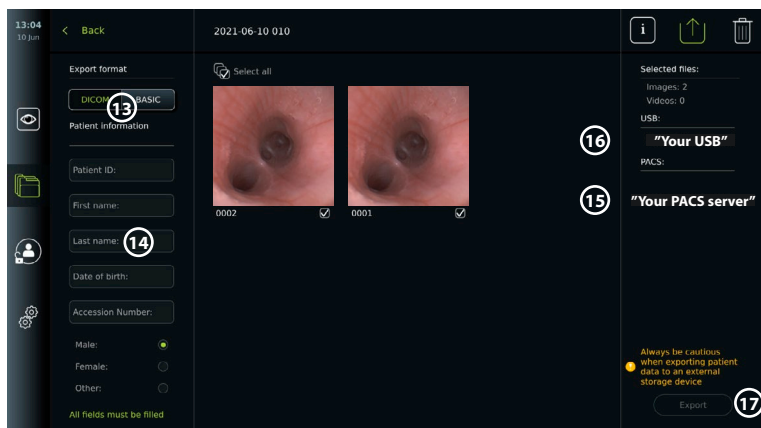 13:04
10 Jun
Back
2021-06-10 010
i
Export format
DICOM
BASIC
13
Patient information
Patient ID:
First name:
Last name:
14
Date of birth:
Accession Number:
Male:
Female:
Other:
All fields must be filled
Select all
0002
0001
Selected files:
Images: 2
Videos: 0
USB:
16
"Your USB"
PACS:
15
"Your PACS server"
Always be cautious
when exporting patient
data to an external
storage device
Export
17